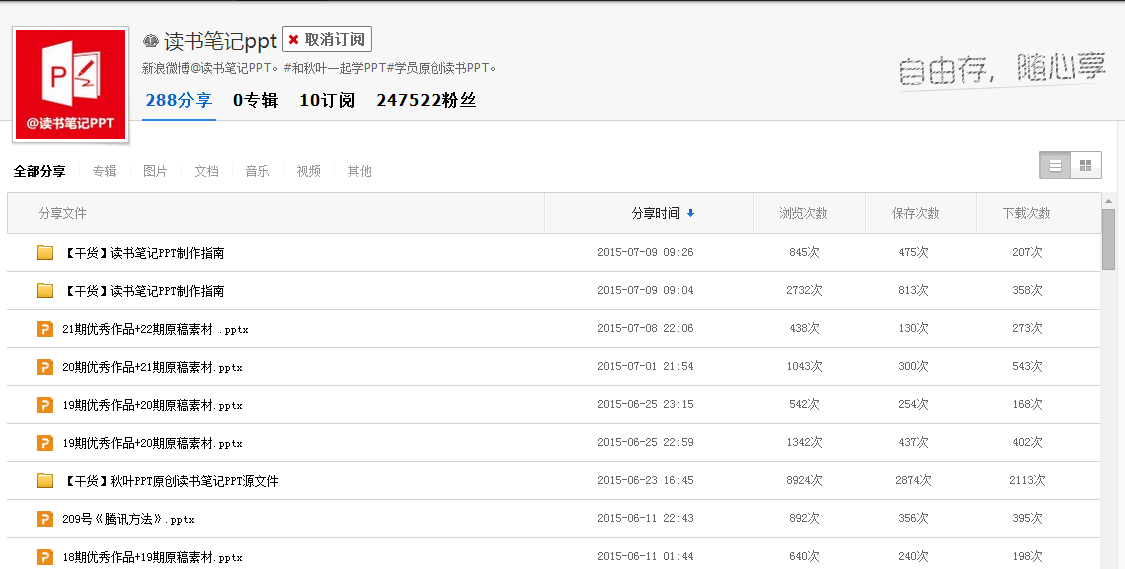 读书笔记ppt ✖ 取消订阅
新浪微博@读书笔记PPT。#和秋叶一起学PPT#学员原创读书PPT。
288分享 0专辑 10订阅 247522粉丝
自由存, 随心享
P
@读书笔记PPT
全部分享 专辑 图片 文档 音乐 视频 其他
分享文件 分享时间 浏览次数 保存次数 下载次数
【干货】读书笔记PPT制作指南 2015-07-09 09:26 845次 475次 207次
【干货】读书笔记PPT制作指南 2015-07-09 09:04 2732次 813次 358次
21期优秀作品+22期原稿素材 .pptx 2015-07-08 22:06 438次 130次 273次
20期优秀作品+21期原稿素材.pptx 2015-07-01 21:54 1043次 300次 543次
19期优秀作品+20期原稿素材.pptx 2015-06-25 23:15 542次 254次 168次
19期优秀作品+20期原稿素材.pptx 2015-06-25 22:59 1342次 437次 402次
【干货】秋叶PPT原创读书笔记PPT源文件 2015-06-23 16:45 8924次 2874次 2113次
209号《腾讯方法》.pptx 2015-06-11 22:43 892次 356次 395次
18期优秀作品+19期原稿素材.pptx 2015-06-11 01:44 640次 240次 198次